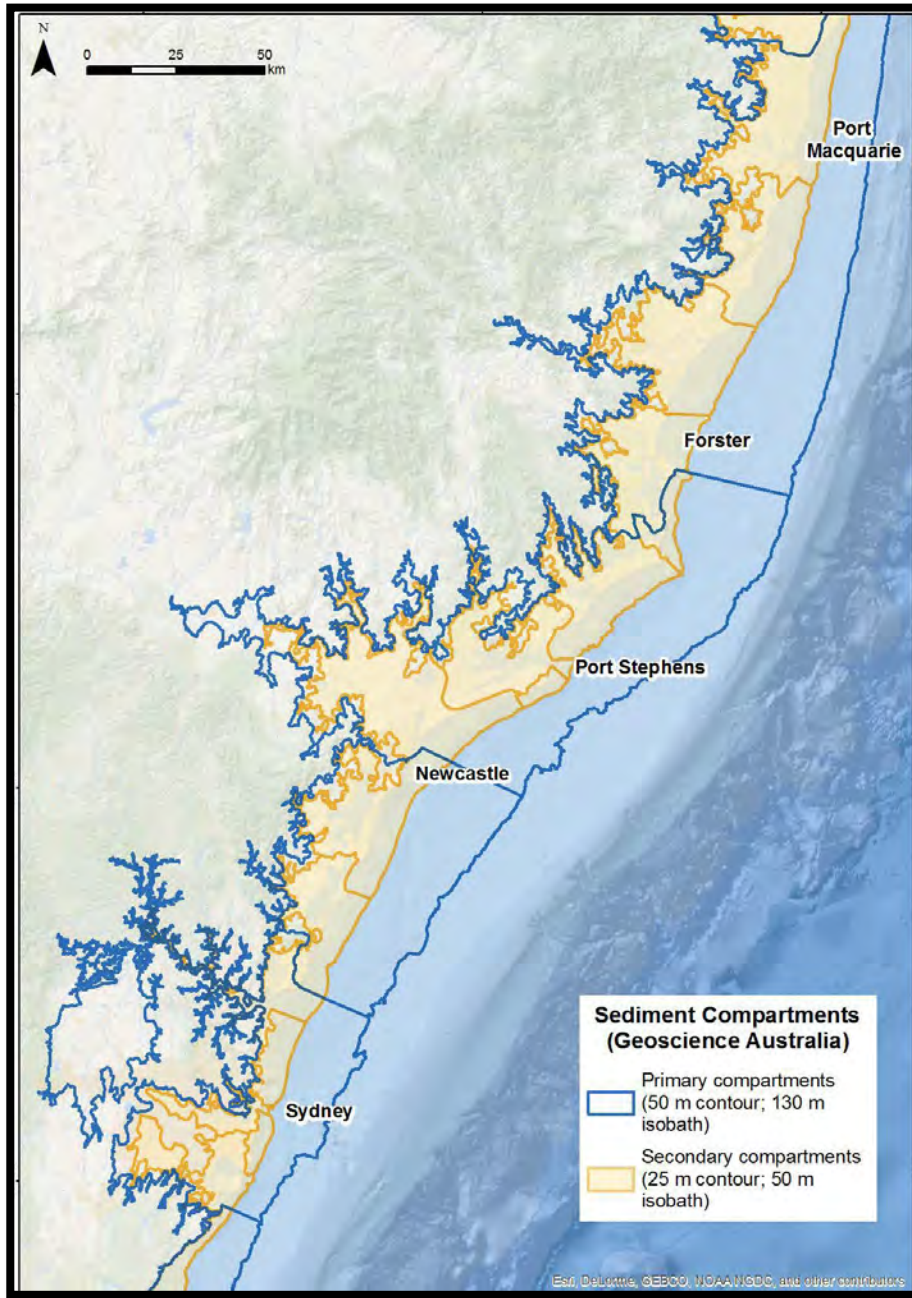 N
0 25 50
km
Port
Macquarie
Forster
Port Stephens
Newcastle
Sydney
Sediment Compartments
(Geoscience Australia)
Primary compartments
(50 m contour; 130 m
isobath)
Secondary compartments
(25 m contour; 50 m
isobath)
Esri, DeLorme, GEBCO, NOAA NGDC, and other contributors